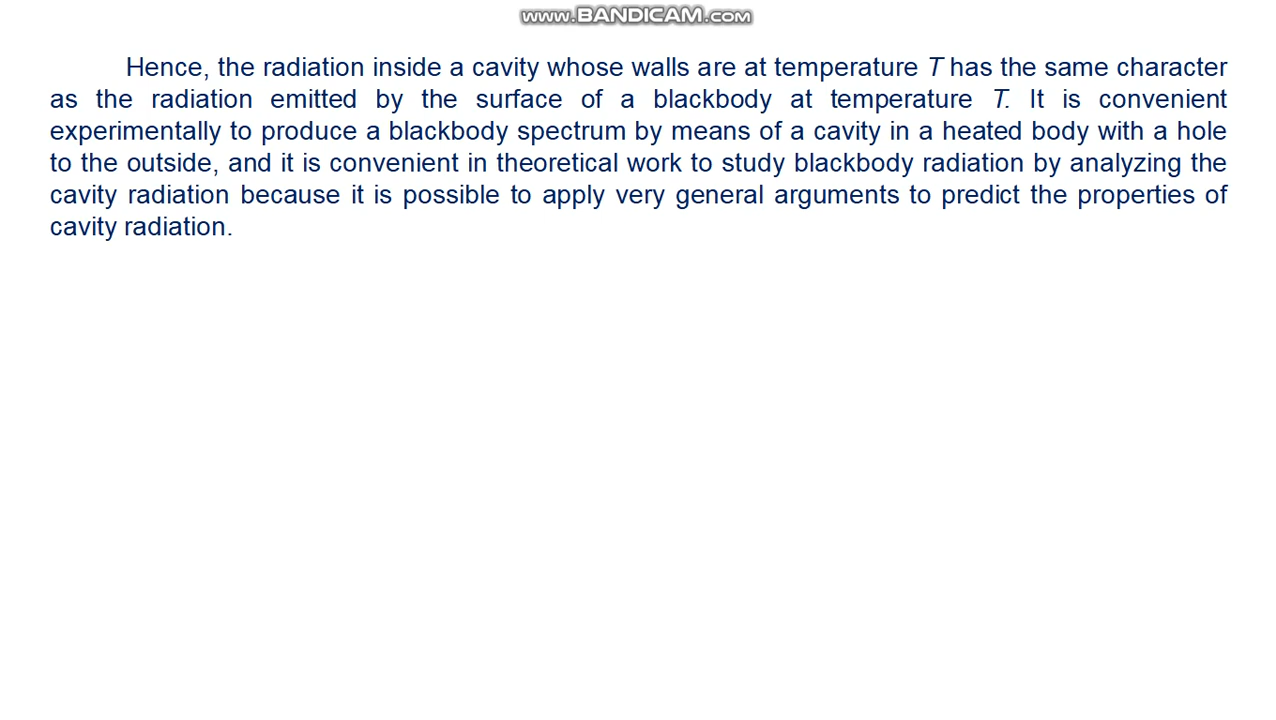 www.BANDICAM.com
Hence, the radiation inside a cavity whose walls are at temperature T has the same character
as the radiation emitted by the surface of a blackbody at temperature T. It is convenient
experimentally to produce a blackbody spectrum by means of a cavity in a heated body with a hole
to the outside, and it is convenient in theoretical work to study blackbody radiation by analyzing the
cavity radiation because it is possible to apply very general arguments to predict the properties of
cavity radiation.